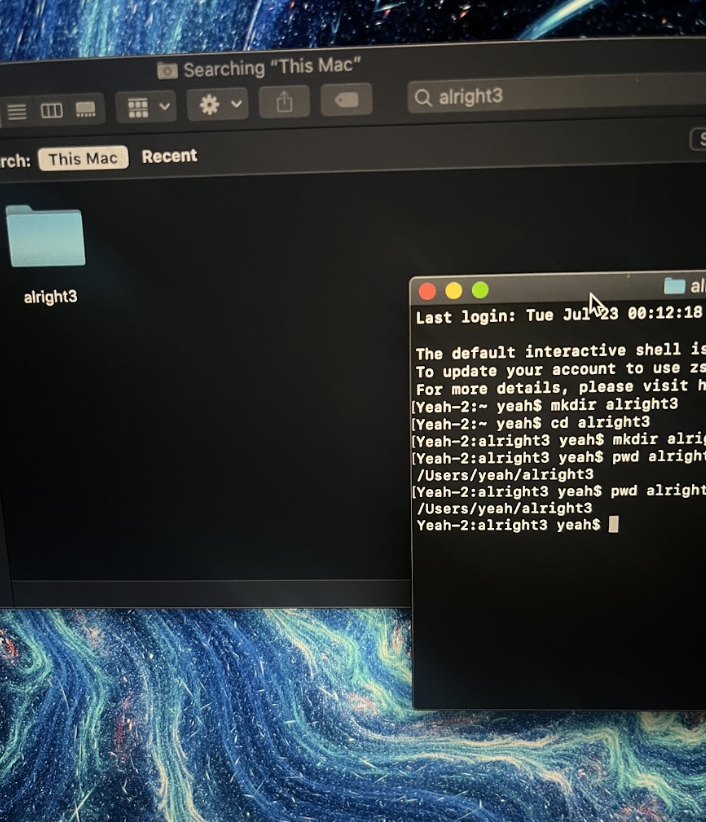 Searching “This Mac”
alright3
rch: This Mac Recent
alright3
Last login: Tue Jul 23 00:12:18
The default interactive shell is
To update your account to use zs
For more details, please visit h
[Yeah-2:~ yeah$ mkdir alright3
[Yeah-2:~ yeah$ cd alright3
[Yeah-2:alright3 yeah$ mkdir alrig
[Yeah-2:alright3 yeah$ pwd alright
/Users/yeah/alright3
[Yeah-2:alright3 yeah$ pwd alright
/Users/yeah/alright3
Yeah-2:alright3 yeah$